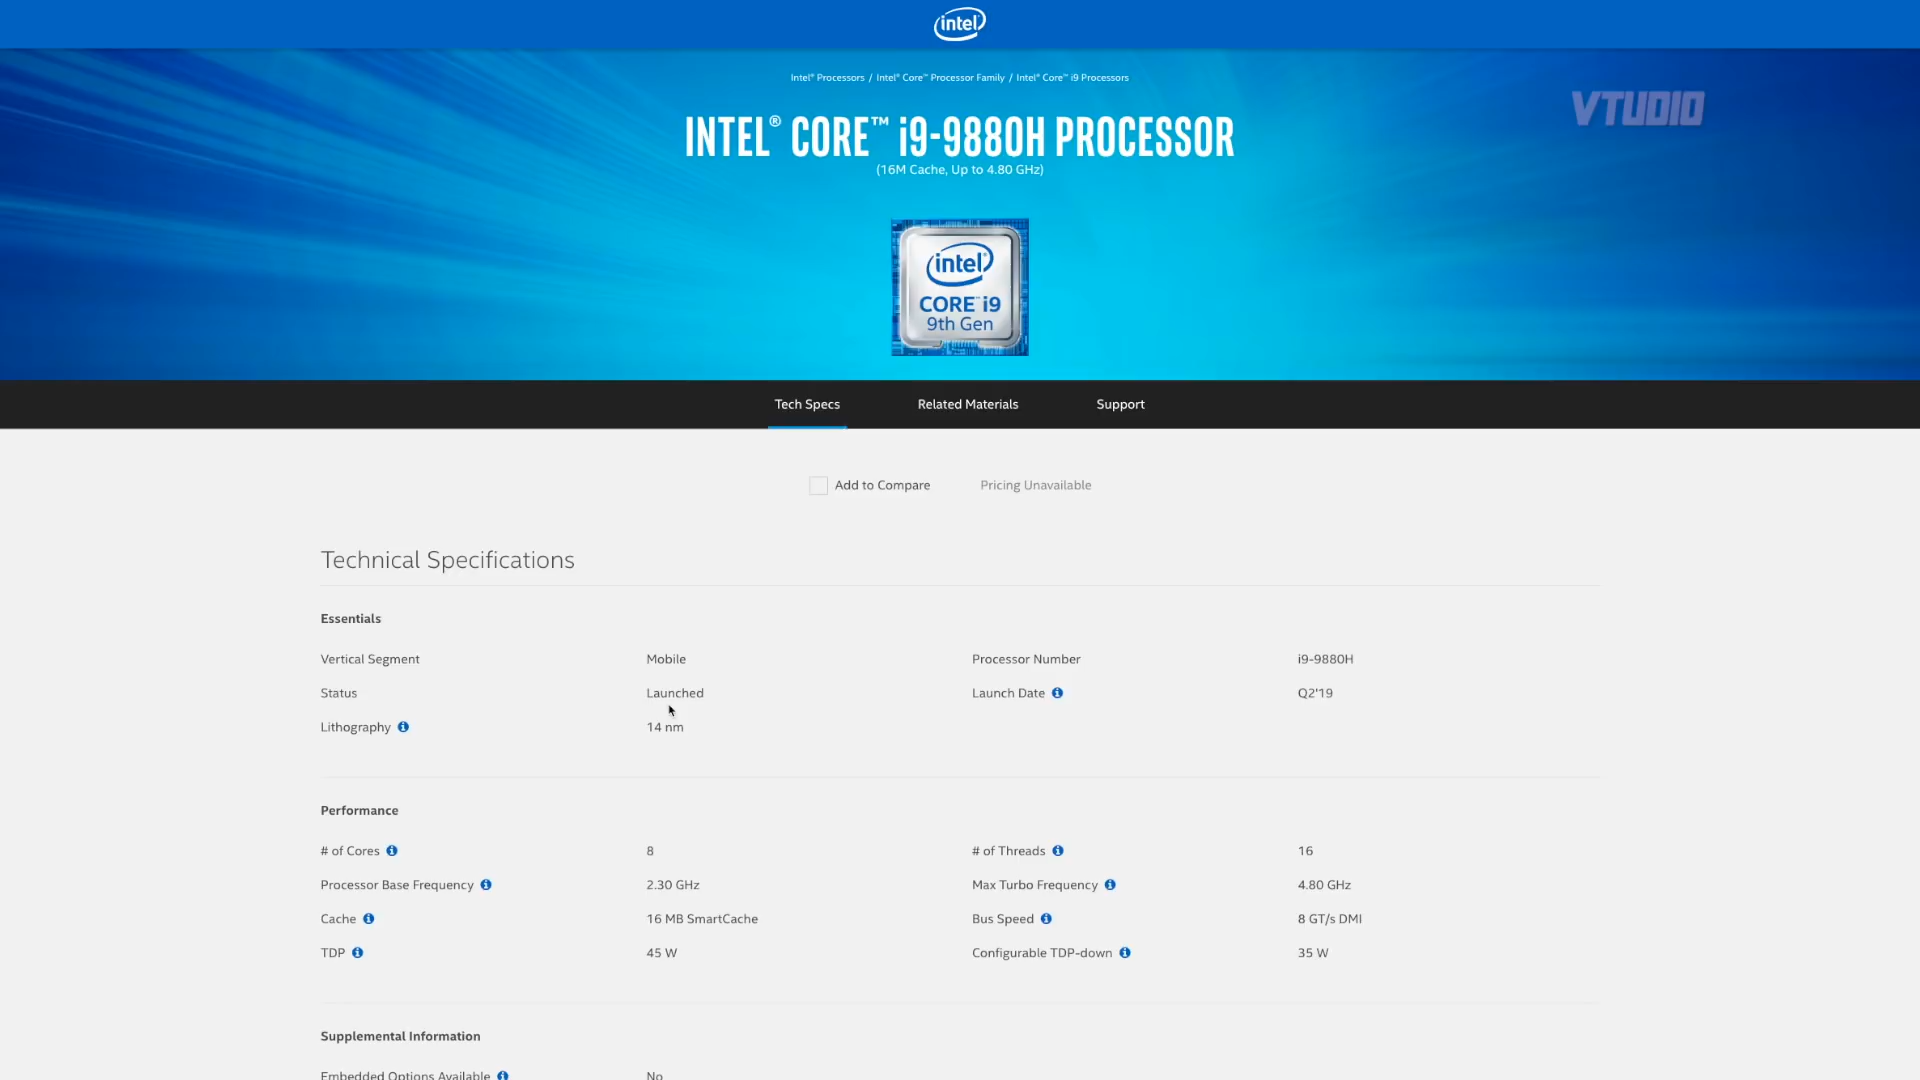 intel
Intel® Processors / Intel® Core™ Processor Family / Intel® Core™ i9 Processors
VTUDIO
INTEL® CORE™ i9-9880H PROCESSOR
(16M Cache, Up to 4.80 GHz)
intel
CORE™ i9
9th Gen
Tech Specs Related Materials Support
Add to Compare Pricing Unavailable
Technical Specifications
Essentials
Vertical Segment Mobile Processor Number i9-9880H
Status Launched Launch Date Q2'19
Lithography 14 nm
Performance
# of Cores 8 # of Threads 16
Processor Base Frequency 2.30 GHz Max Turbo Frequency 4.80 GHz
Cache 16 MB SmartCache Bus Speed 8 GT/s DMI
TDP 45 W Configurable TDP-down 35 W
Supplemental Information
Embedded Options Available No